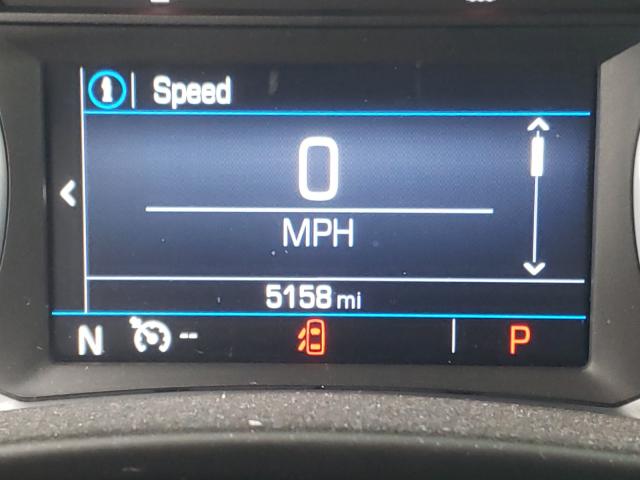 Speed
0
MPH
5158 mi
N -- P